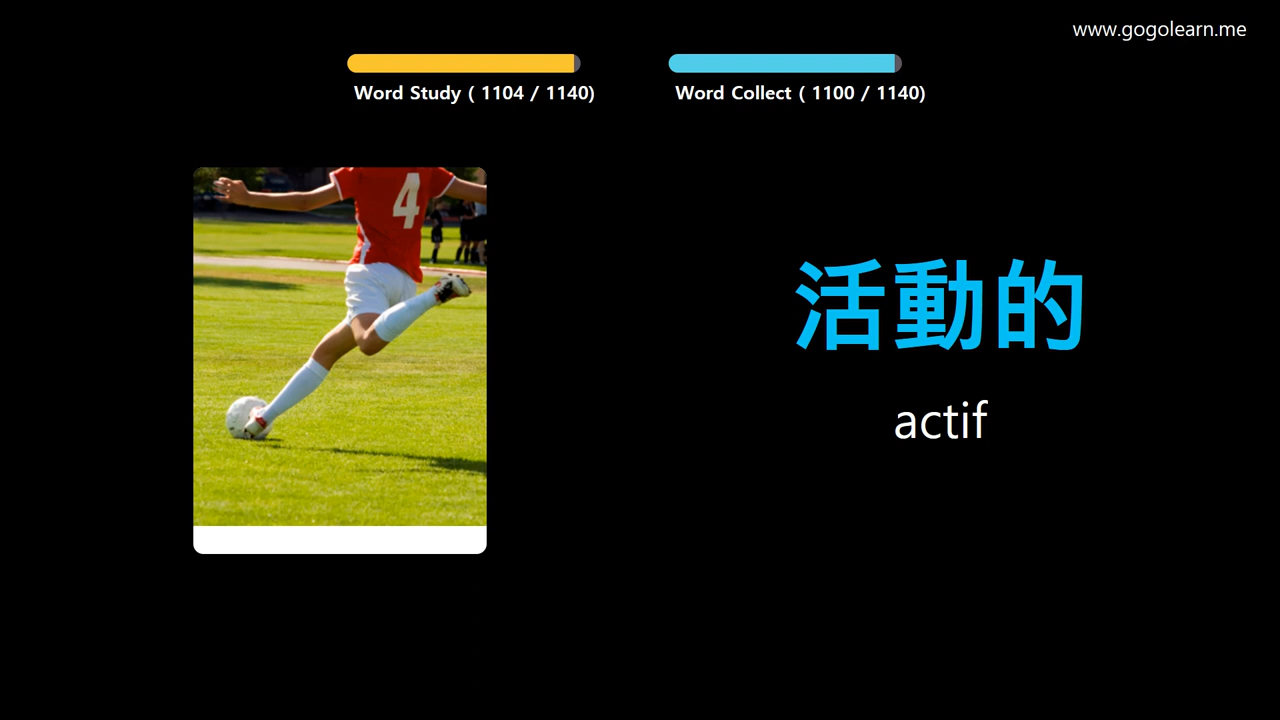 www.gogolearn.me
Word Study ( 1104 / 1140)
Word Collect ( 1100 / 1140)
4
活動的
actif